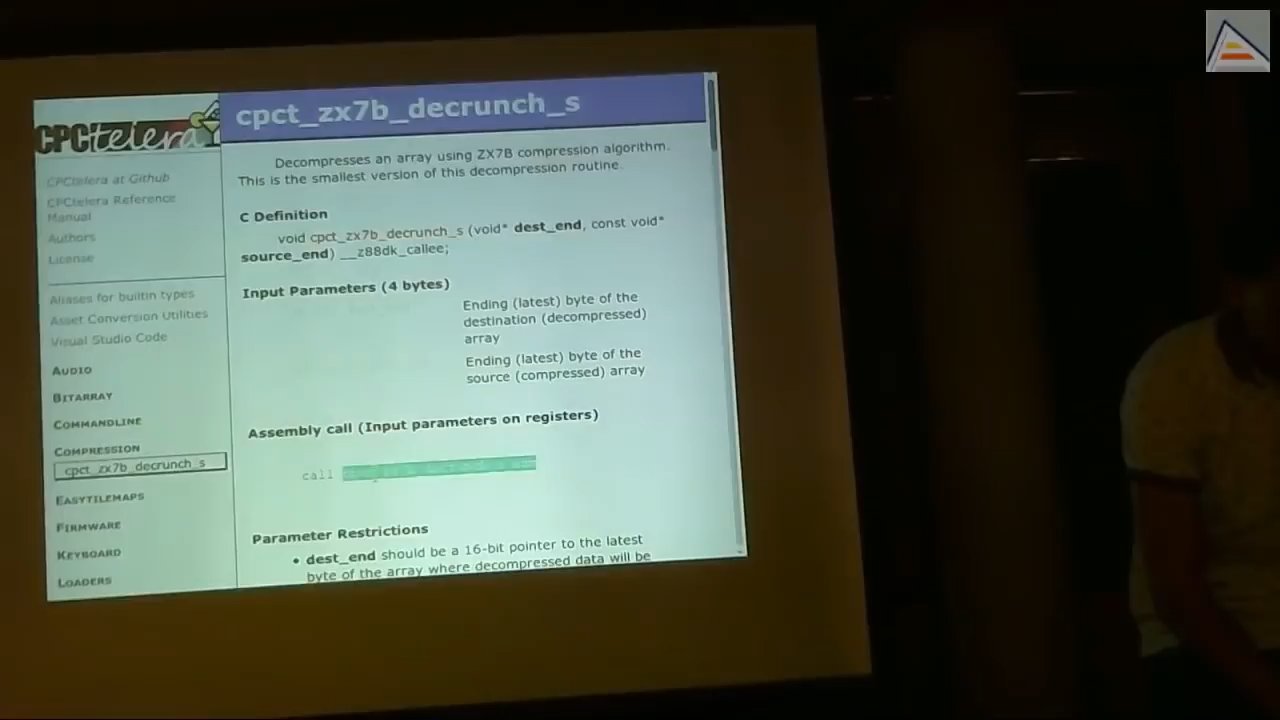 CPCtelera
cpct_zx7b_decrunch_s
CPCtelera at Github
CPCtelera Reference
Manual
Authors
License
Aliases for builtin types
Asset Conversion Utilities
Visual Studio Code
AUDIO
BITARRAY
COMMANDLINE
COMPRESSION
cpct_zx7b_decrunch_s
EASYTILEMAPS
FIRMWARE
KEYBOARD
LOADERS
Decompresses an array using ZX7B compression algorithm.
This is the smallest version of this decompression routine.
C Definition
void cpct_zx7b_decrunch_s (void* dest_end, const void*
source_end) __z88dk_callee;
Input Parameters (4 bytes)
Ending (latest) byte of the
destination (decompressed)
array
Ending (latest) byte of the
source (compressed) array
Assembly call (Input parameters on registers)
call
Parameter Restrictions
• dest_end should be a 16-bit pointer to the latest
byte of the array where decompressed data will be